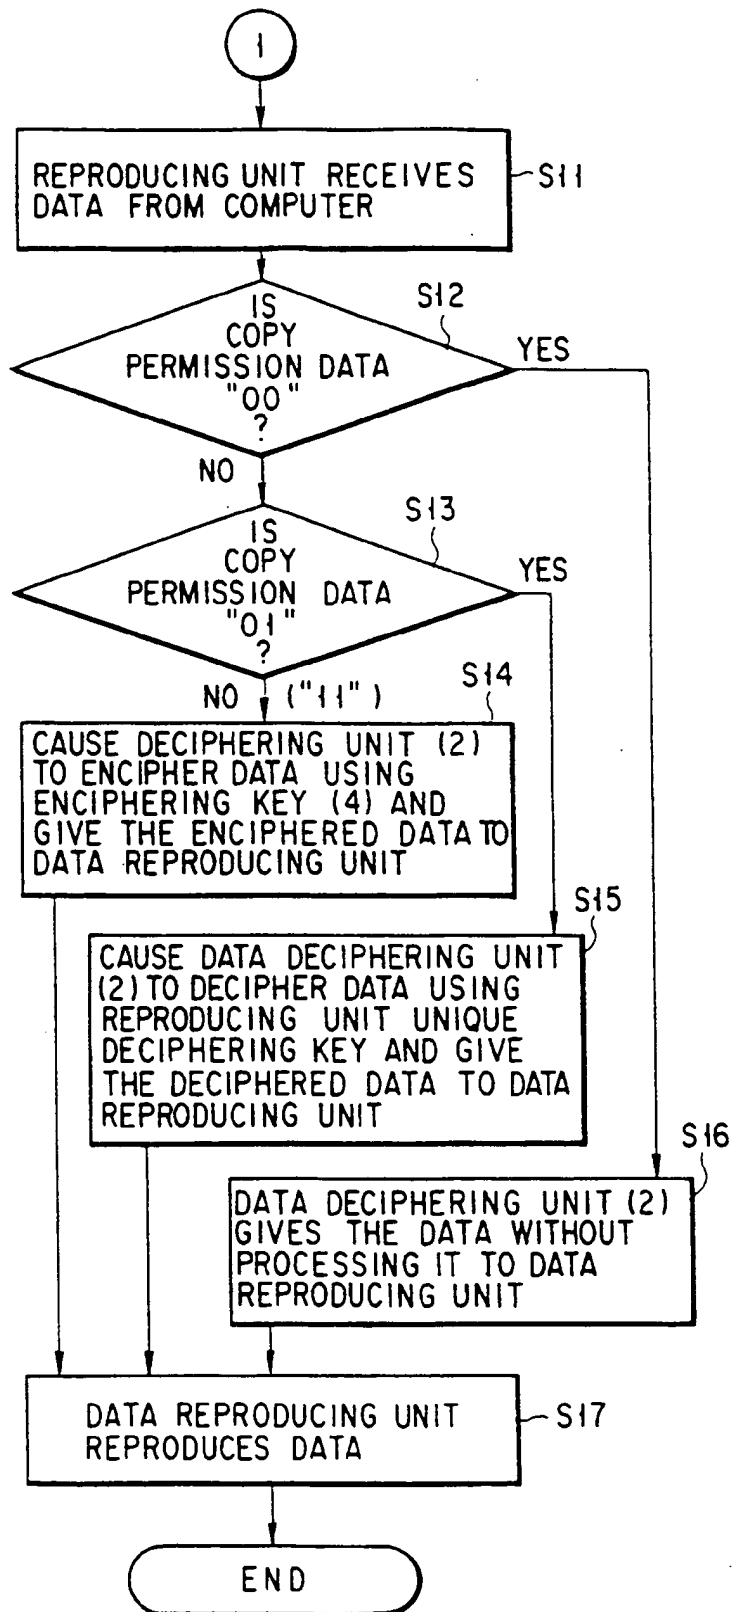 1
REPRODUCING UNIT RECEIVES
DATA FROM COMPUTER
S11
IS
COPY
PERMISSION DATA
"00"
?
S12
YES
NO
IS
COPY
PERMISSION DATA
"01"
?
S13
YES
NO ("11")
S14
CAUSE DECIPHERING UNIT (2)
TO ENCIPHER DATA USING
ENCIPHERING KEY (4) AND
GIVE THE ENCIPHERED DATA TO
DATA REPRODUCING UNIT
S15
CAUSE DATA DECIPHERING UNIT
(2) TO DECIPHER DATA USING
REPRODUCING UNIT UNIQUE
DECIPHERING KEY AND GIVE
THE DECIPHERED DATA TO DATA
REPRODUCING UNIT
S16
DATA DECIPHERING UNIT (2)
GIVES THE DATA WITHOUT
PROCESSING IT TO DATA
REPRODUCING UNIT
DATA REPRODUCING UNIT
REPRODUCES DATA
S17
END